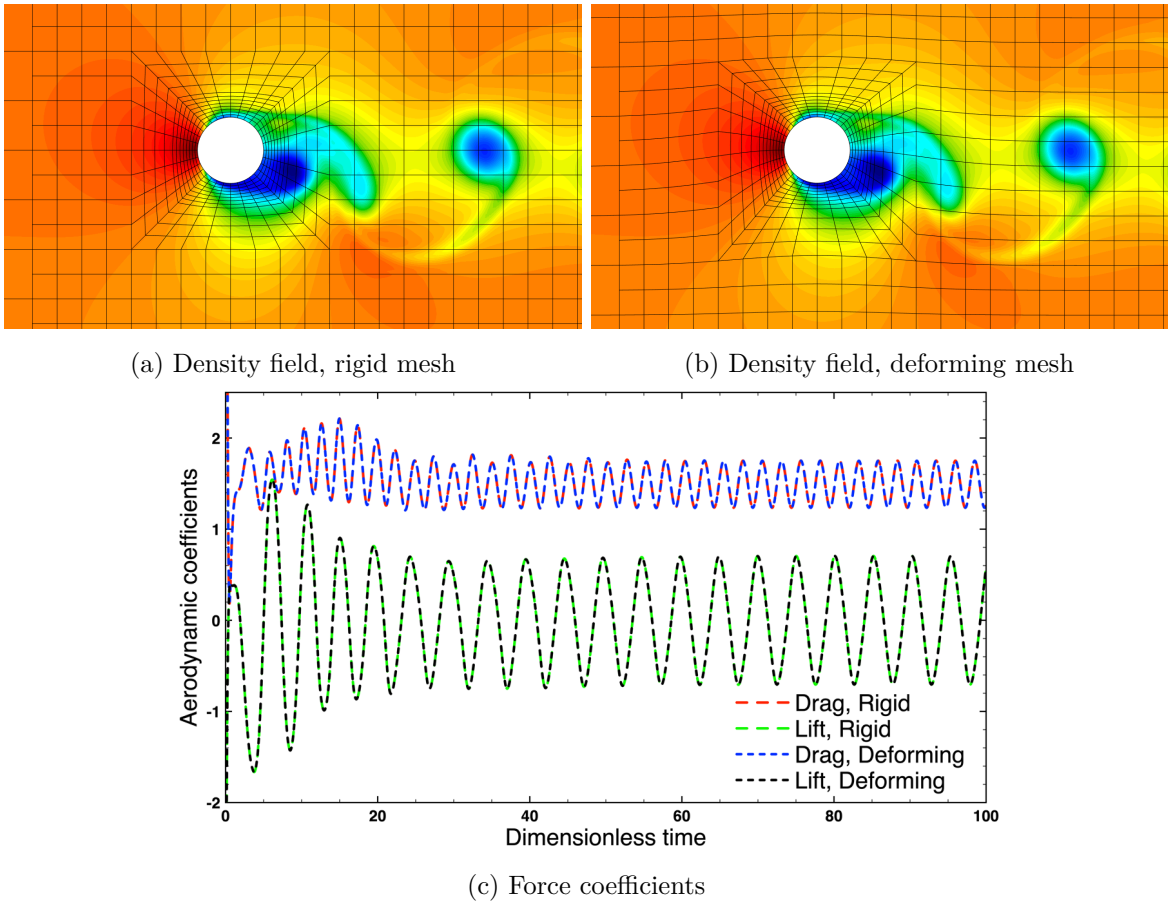 (a) Density field, rigid mesh
(b) Density field, deforming mesh
Aerodynamic coefficients
2
1
0
-1
-2
0
20
40
60
80
100
Dimensionless time
Drag, Rigid
Lift, Rigid
Drag, Deforming
Lift, Deforming
(c) Force coefficients